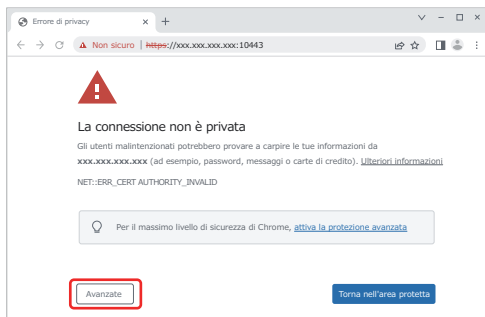 Errore di privacy
Non sicuro | https://xxx.xxx.xxx.xxx:10443
La connessione non è privata
Gli utenti malintenzionati potrebbero provare a carpire le tue informazioni da
xxx.xxx.xxx.xxx (ad esempio, password, messaggi o carte di credito). Ulteriori informazioni
NET::ERR_CERT AUTHORITY_INVALID
Per il massimo livello di sicurezza di Chrome, attiva la protezione avanzata
Avanzate
Torna nell'area protetta